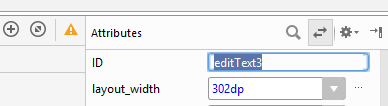 Attributes
ID editText3
layout_width 302dp ...